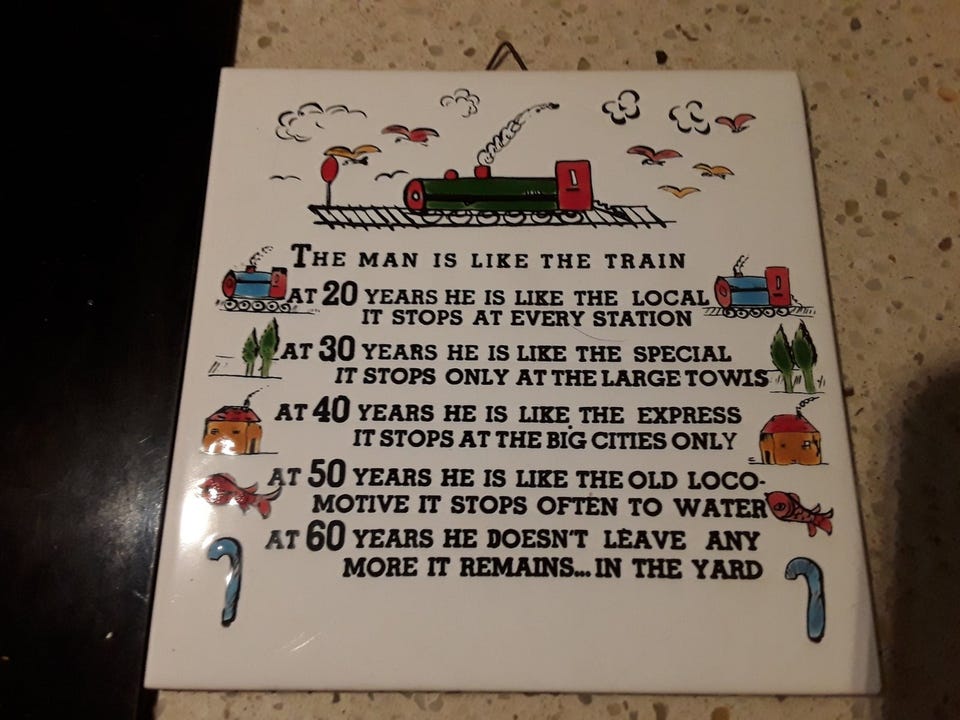 THE MAN IS LIKE THE TRAIN
AT 20 YEARS HE IS LIKE THE LOCAL
IT STOPS AT EVERY STATION
AT 30 YEARS HE IS LIKE THE SPECIAL
IT STOPS ONLY AT THE LARGE TOWIS
AT 40 YEARS HE IS LIKE THE EXPRESS
IT STOPS AT THE BIG CITIES ONLY
AT 50 YEARS HE IS LIKE THE OLD LOCO-
MOTIVE IT STOPS OFTEN TO WATER
AT 60 YEARS HE DOESN'T LEAVE ANY
MORE IT REMAINS... IN THE YARD